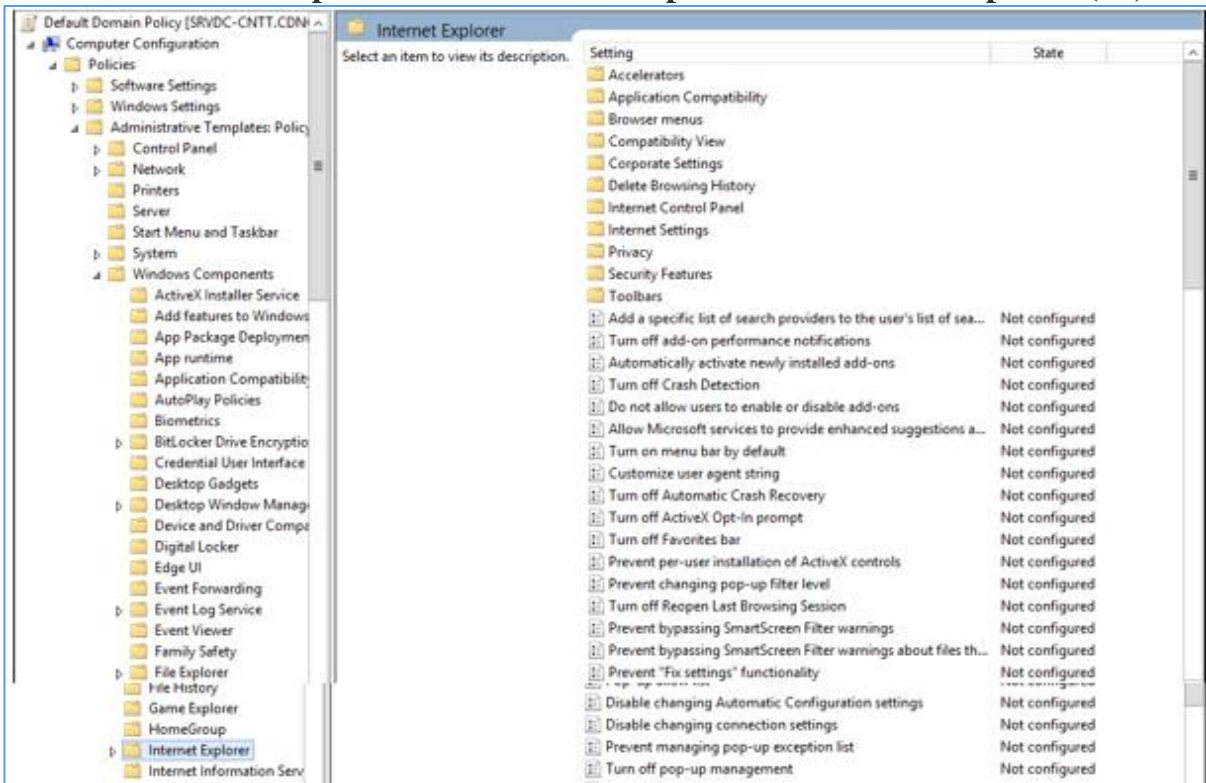 Default Domain Policy [SRVDC-CNTT.CDN
Computer Configuration
Policies
Software Settings
Windows Settings
Administrative Templates: Policy
Control Panel
Network
Printers
Server
Start Menu and Taskbar
System
Windows Components
ActiveX Installer Service
Add features to Windows
App Package Deploymen
App runtime
Application Compatibility
AutoPlay Policies
Biometrics
BitLocker Drive Encryptio
Credential User Interface
Desktop Gadgets
Desktop Window Manag
Device and Driver Compa
Digital Locker
Edge UI
Event Forwarding
Event Log Service
Event Viewer
Family Safety
File Explorer
File History
Game Explorer
HomeGroup
Internet Explorer
Internet Information Serv
Internet Explorer
Select an item to view its description.
Setting State
Accelerators
Application Compatibility
Browser menus
Compatibility View
Corporate Settings
Delete Browsing History
Internet Control Panel
Internet Settings
Privacy
Security Features
Toolbars
Add a specific list of search providers to the user's list of sea... Not configured
Turn off add-on performance notifications Not configured
Automatically activate newly installed add-ons Not configured
Turn off Crash Detection Not configured
Do not allow users to enable or disable add-ons Not configured
Allow Microsoft services to provide enhanced suggestions a... Not configured
Turn on menu bar by default Not configured
Customize user agent string Not configured
Turn off Automatic Crash Recovery Not configured
Turn off ActiveX Opt-In prompt Not configured
Turn off Favorites bar Not configured
Prevent per-user installation of ActiveX controls Not configured
Prevent changing pop-up filter level Not configured
Turn off Reopen Last Browsing Session Not configured
Prevent bypassing SmartScreen Filter warnings Not configured
Prevent bypassing SmartScreen Filter warnings about files th... Not configured
Prevent "Fix settings" functionality Not configured
Disable changing Automatic Configuration settings Not configured
Disable changing connection settings Not configured
Prevent managing pop-up exception list Not configured
Turn off pop-up management Not configured